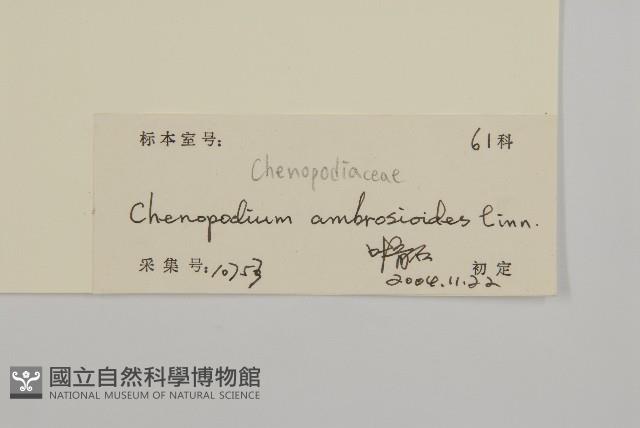 标本室号: 61科
Chenopodiaceae
Chenopodium ambrosioides Linn.
采集号: 10753 初定
2004.11.22
國立自然科學博物館
NATIONAL MUSEUM OF NATURAL SCIENCE